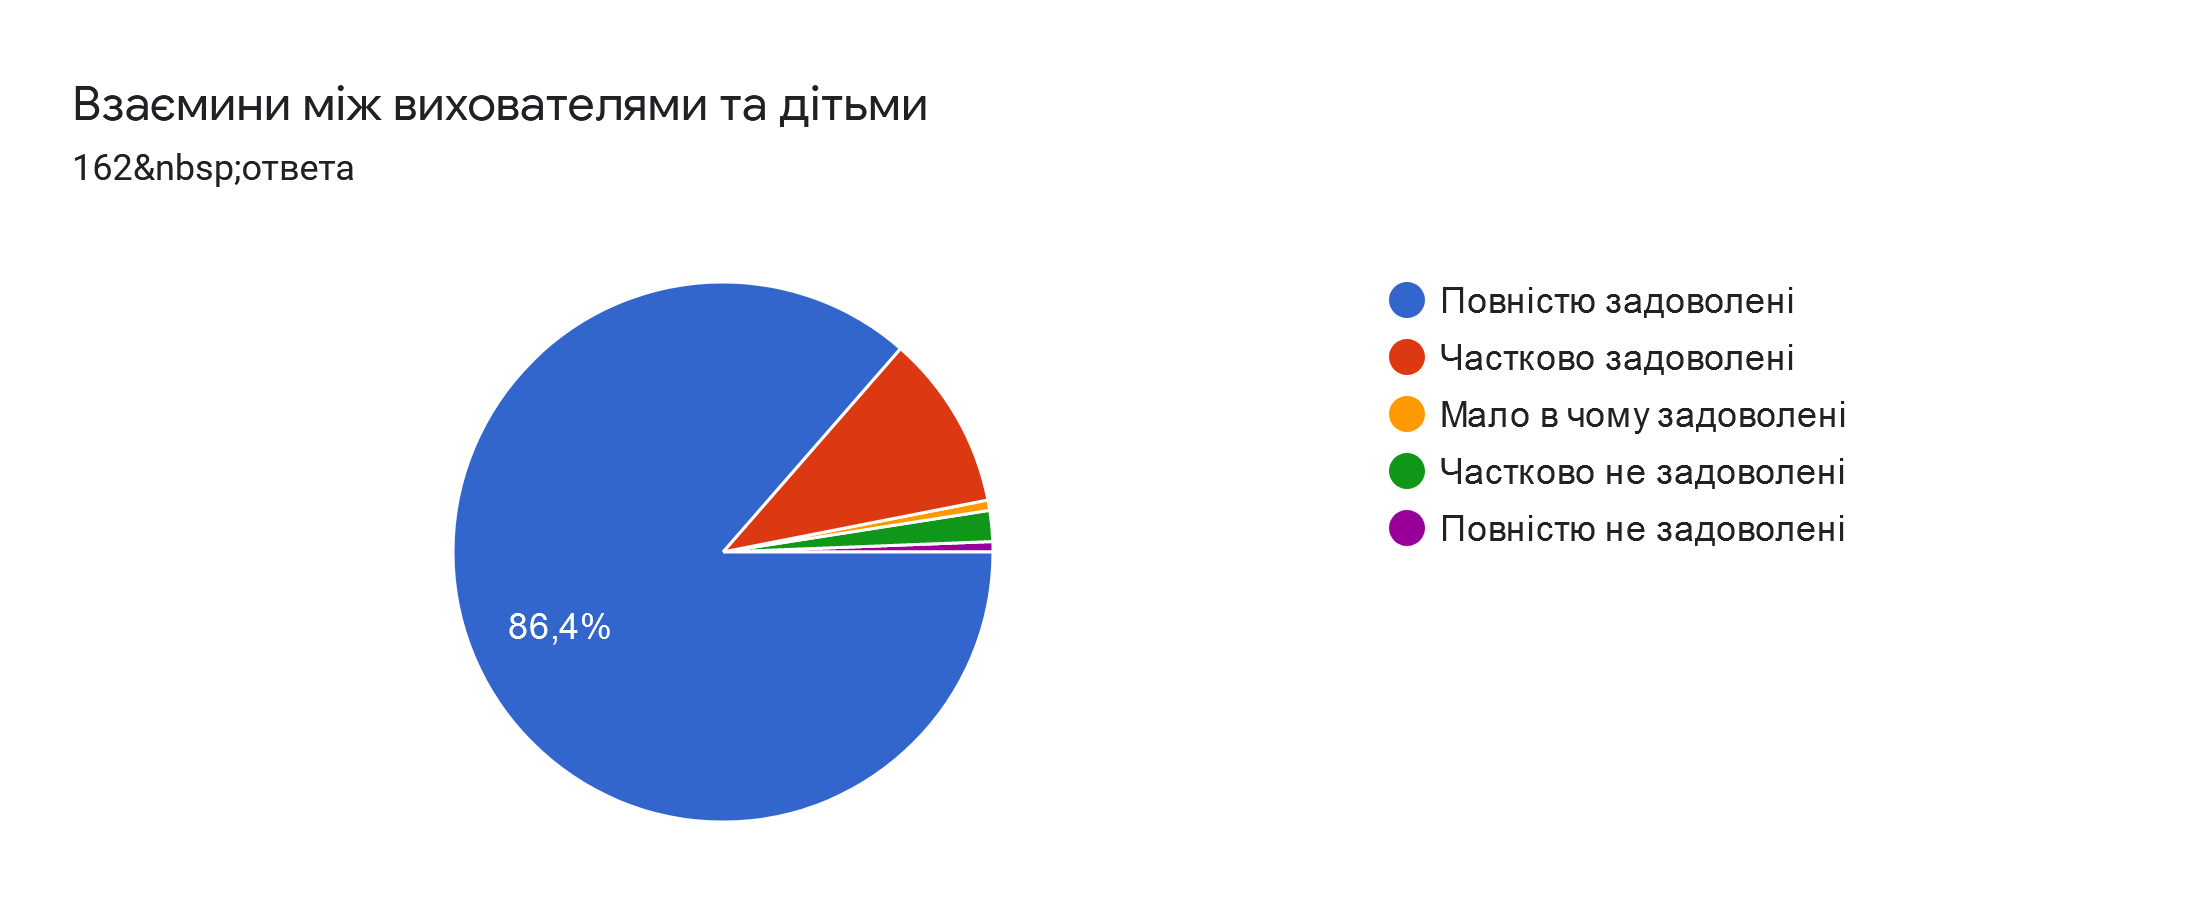 Взаємини між вихователями та дітьми
162&nbsp;ответа
86,4%
Повністю задоволені
Частково задоволені
Мало в чому задоволені
Частково не задоволені
Повністю не задоволені